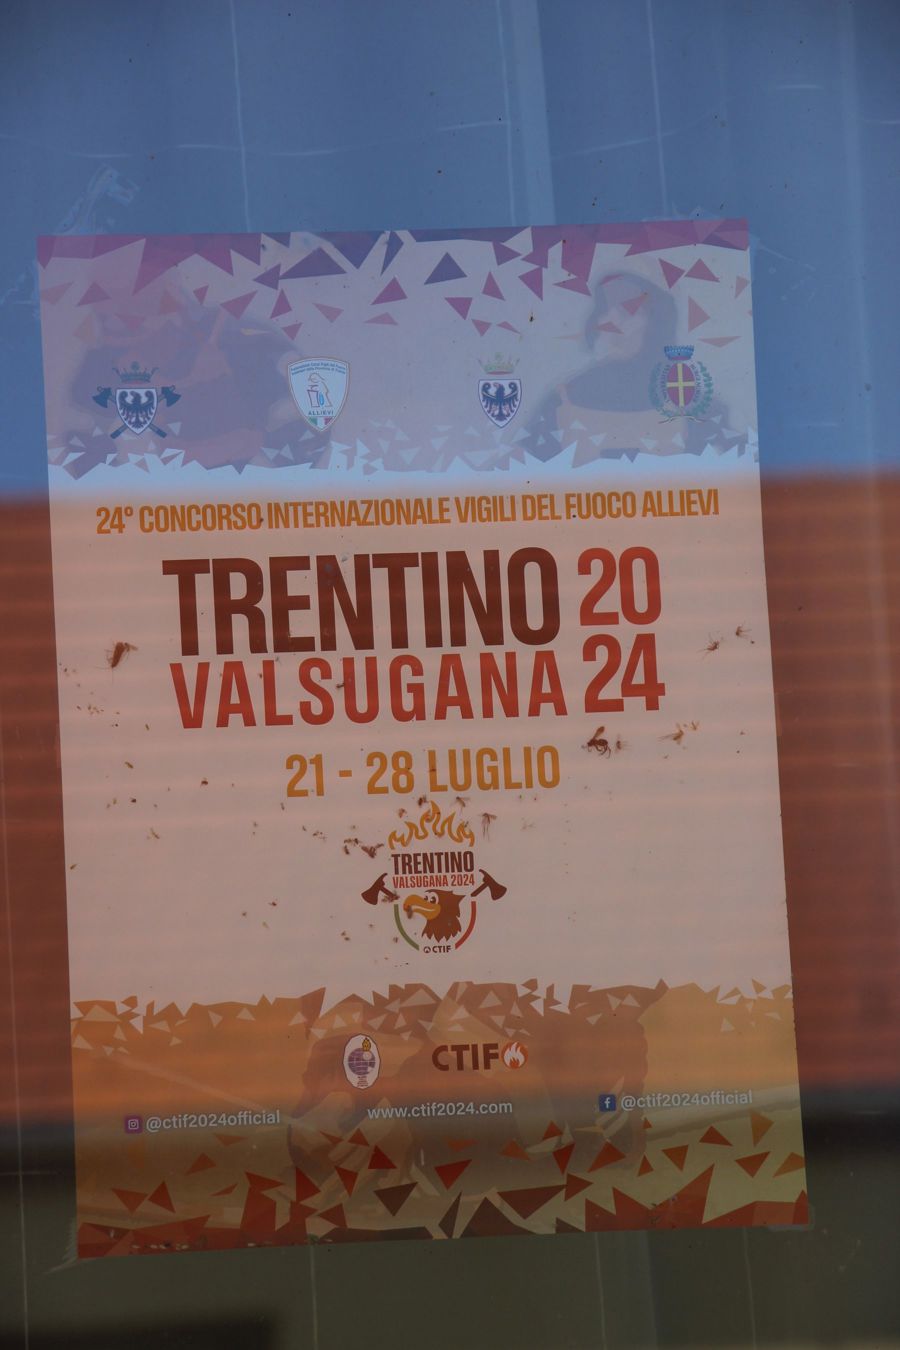 ALLIEVI
24° CONCORSO INTERNAZIONALE VIGILI DEL FUOCO ALLIEVI
TRENTINO 20
VALSUGANA 24
21 - 28 LUGLIO
TRENTINO
VALSUGANA 2024
CTIF
CTIF
@ctif2024official
www.ctif2024.com
@ctif2024official